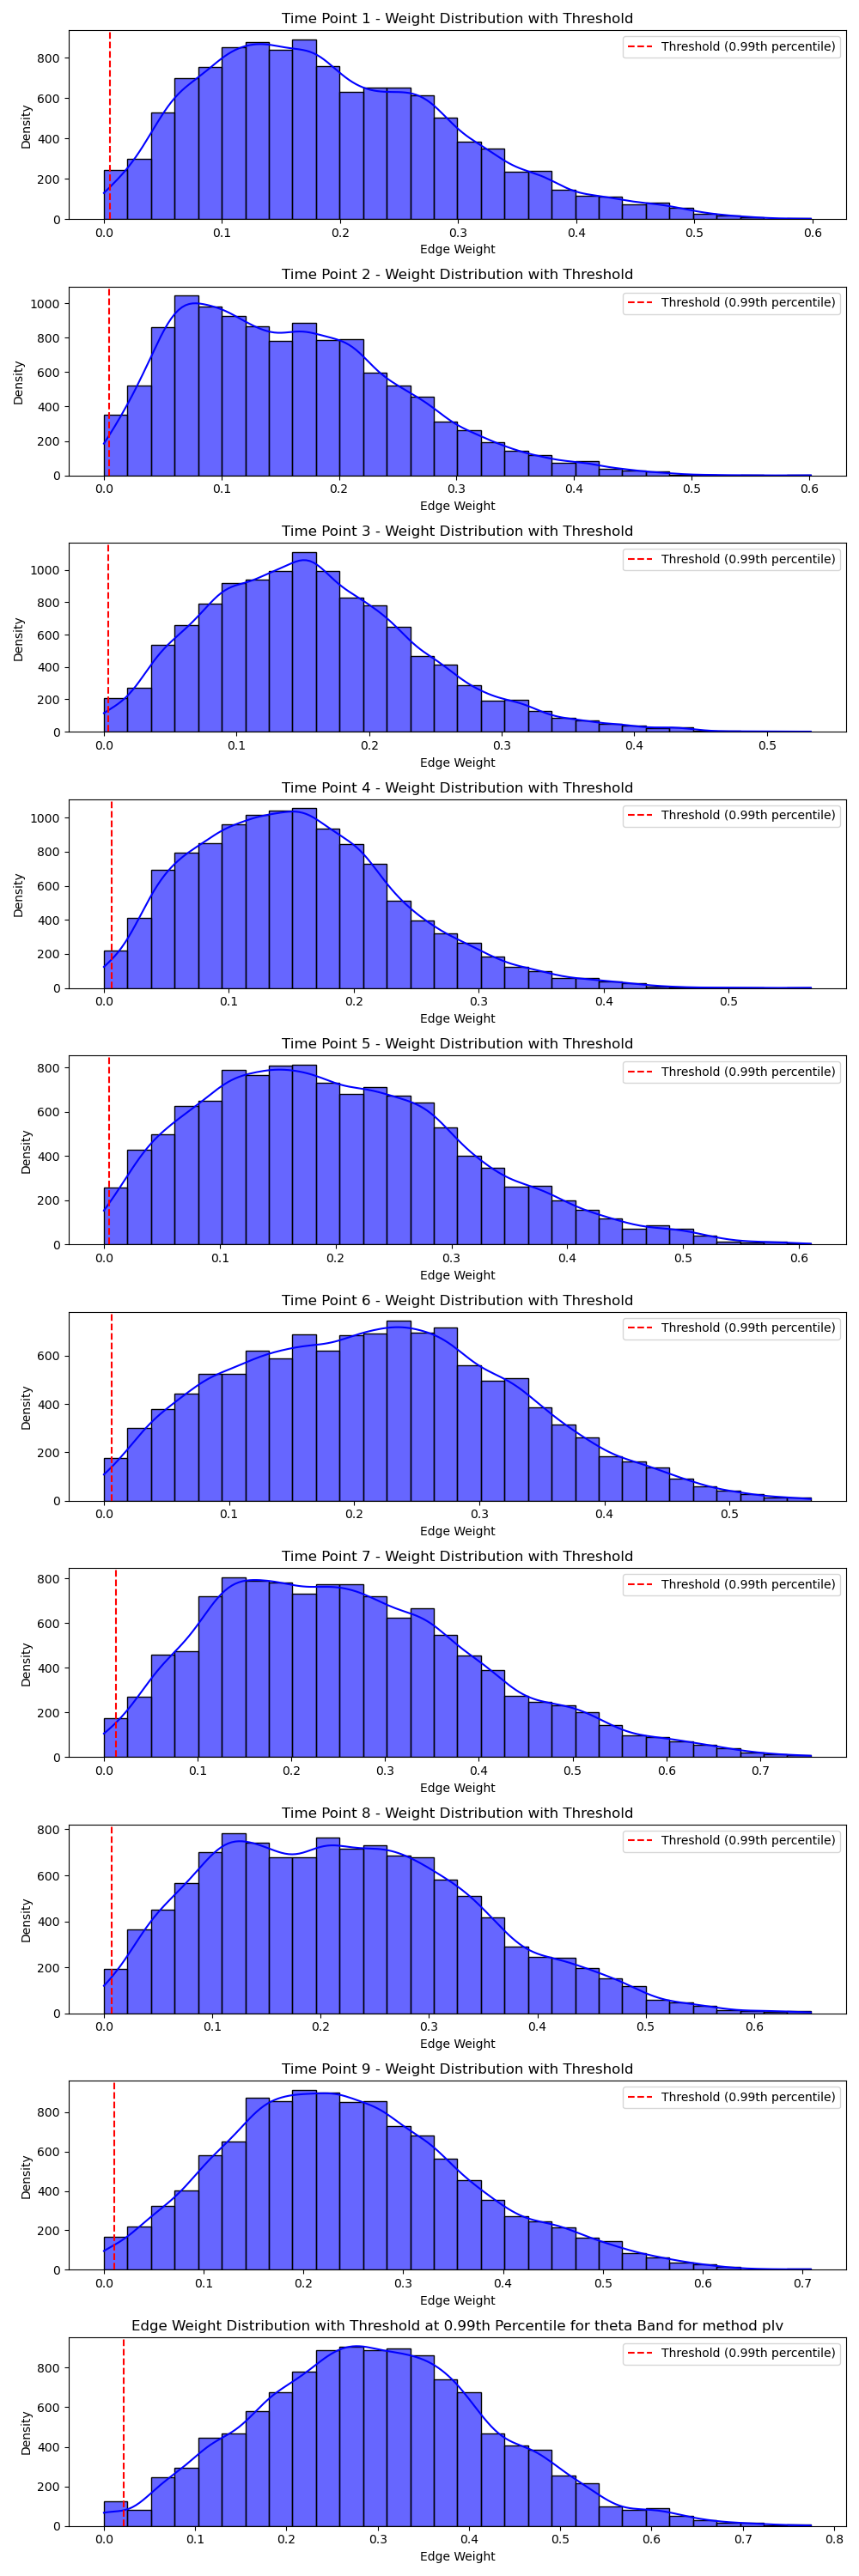 Time Point 1 - Weight Distribution with Threshold
Threshold (0.99th percentile)
Density
800
600
400
200
0
0.0 0.1 0.2 0.3 0.4 0.5 0.6
Edge Weight
Time Point 2 - Weight Distribution with Threshold
Threshold (0.99th percentile)
Density
1000
800
600
400
200
0
0.0 0.1 0.2 0.3 0.4 0.5 0.6
Edge Weight
Time Point 3 - Weight Distribution with Threshold
Threshold (0.99th percentile)
Density
1000
800
600
400
200
0
0.0 0.1 0.2 0.3 0.4 0.5
Edge Weight
Time Point 4 - Weight Distribution with Threshold
Threshold (0.99th percentile)
Density
1000
800
600
400
200
0
0.0 0.1 0.2 0.3 0.4 0.5
Edge Weight
Time Point 5 - Weight Distribution with Threshold
Threshold (0.99th percentile)
Density
800
600
400
200
0
0.0 0.1 0.2 0.3 0.4 0.5 0.6
Edge Weight
Time Point 6 - Weight Distribution with Threshold
Threshold (0.99th percentile)
Density
600
400
200
0
0.0 0.1 0.2 0.3 0.4 0.5
Edge Weight
Time Point 7 - Weight Distribution with Threshold
Threshold (0.99th percentile)
Density
800
600
400
200
0
0.0 0.1 0.2 0.3 0.4 0.5 0.6 0.7
Edge Weight
Time Point 8 - Weight Distribution with Threshold
Threshold (0.99th percentile)
Density
800
600
400
200
0
0.0 0.1 0.2 0.3 0.4 0.5 0.6
Edge Weight
Time Point 9 - Weight Distribution with Threshold
Threshold (0.99th percentile)
Density
800
600
400
200
0
0.0 0.1 0.2 0.3 0.4 0.5 0.6 0.7
Edge Weight
Edge Weight Distribution with Threshold at 0.99th Percentile for theta Band for method plv
Threshold (0.99th percentile)
Density
800
600
400
200
0
0.0 0.1 0.2 0.3 0.4 0.5 0.6 0.7 0.8
Edge Weight